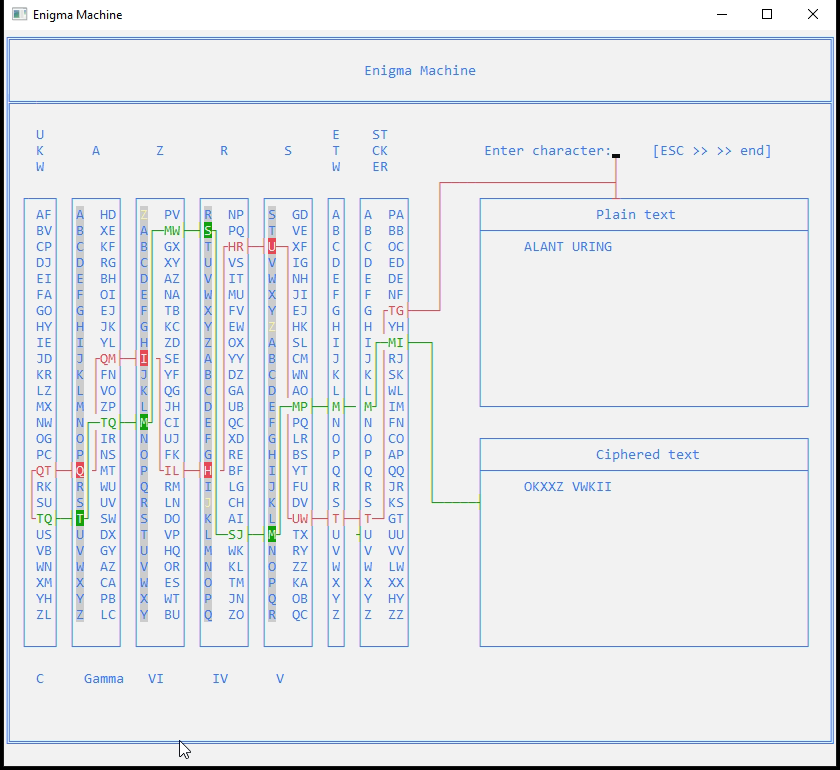 Enigma Machine
Enigma Machine
U E ST
K A Z R S T CK Enter character: [ESC >> >> end]
W W ER
AF A HD Z PV R NP S GD A A PA Plain text
BV B XE A MW S PQ T VE B B BB
CP C KF B GX T HR U XF C C OC ALANT URING
DJ D RG C XY U VS V IG D D ED
EI E BH D AZ V IT W NH E E DE
FA F OI E NA W MU X JI F F NF
GO G EJ F TB X FV Y EJ G G TG
HY H JK G KC Y EW Z HK H H YH
IE I YL H ZD Z OX A SL I I MI
JD J QM I SE A YY B CM J J RJ
KR K FN J YF B DZ C WN K K SK
LZ L VO K QG C GA D AO L L WL
MX M ZP L JH D UB E MP M M IM
NW N TQ M CI E QC F PQ N N FN
OG O IR N UJ F XD G LR O O CO
PC P NS O FK G RE H BS P P AP Ciphered text
QT Q MT P IL H BF I YT Q Q QQ
RK R WU Q RM I LG J FU R R JR OKXXZ VWKII
SU S UV R LN J CH K DV S S KS
TQ T SW S DO K AI L UW T T GT
US U DX T VP L SJ M TX U UU
VB V GY U HQ M WK N RY V V VV
WN W AZ V OR N KL O ZZ W W LW
XM X CA W ES O TM P KA X X XX
YH Y PB X WT P JN Q OB Y Y HY
ZL Z LC Y BU Q ZO R QC Z Z ZZ
C Gamma VI IV V